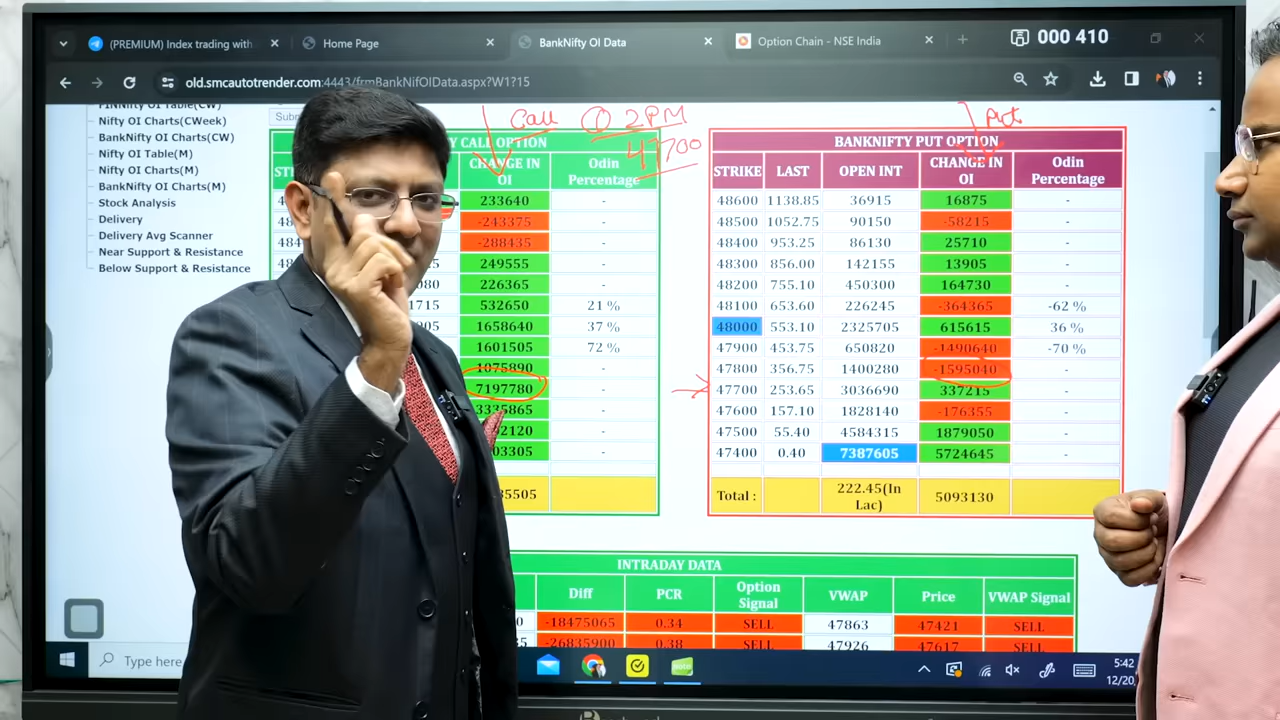 (PREMIUM) Index trading with
Home Page
BankNifty OI Data
Option Chain - NSE India
000 410
old.smcautotrender.com:4443/frmBankNifOIData.aspx?W1?15
FINNifty OI Table(CW)
Nifty OI Charts(CWeek)
BankNifty OI Charts(CW)
Nifty OI Table(M)
Nifty OI Charts(M)
BankNifty OI Charts(M)
Stock Analysis
Delivery
Delivery Avg Scanner
Near Support & Resistance
Below Support & Resistance
Call
2PM
47700
Put
CALL OPTION
CHANGE IN OI Odin Percentage
233640 -
-243375 -
-288435 -
249555 -
226365 -
1715 532650 21 %
1658640 37 %
1601505 72 %
1075890 -
7197780 -
3335865 -
-
-
BANKNIFTY PUT OPTION
STRIKE LAST OPEN INT CHANGE IN OI Odin Percentage
48600 1138.85 36915 16875 -
48500 1052.75 90150 -58215 -
48400 953.25 86130 25710 -
48300 856.00 142155 13905 -
48200 755.10 450300 164730 -
48100 653.60 226245 -364365 -62 %
48000 553.10 2325705 615615 36 %
47900 453.75 650820 -1490640 -70 %
47800 356.75 1400280 -1595040 -
47700 253.65 3036690 337215 -
47600 157.10 1828140 -176355 -
47500 55.40 4584315 1879050 -
47400 0.40 7387605 5724645 -
Total : 222.45(In Lac) 5093130
INTRADAY DATA
Diff PCR Option Signal VWAP Price VWAP Signal
-18475065 0.34 SELL 47863 47421 SELL
-26835900 0.38 SELL 47926 47617 SELL
Type here
5:42
12/20